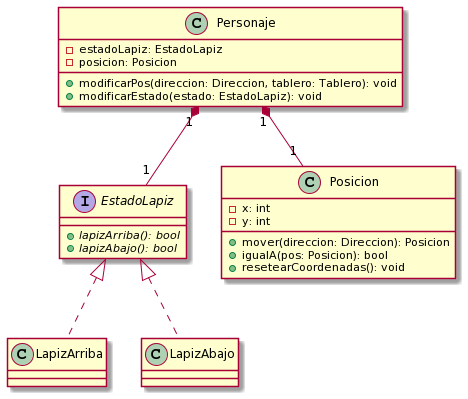 C Personaje
estadoLapiz: EstadoLapiz
posicion: Posicion
modificarPos(direccion: Direccion, tablero: Tablero): void
modificarEstado(estado: EstadoLapiz): void
1 1
1 1
I EstadoLapiz
lapizArriba(): bool
lapizAbajo(): bool
C Posicion
x: int
y: int
mover(direccion: Direccion): Posicion
igualA(pos: Posicion): bool
resetearCoordenadas(): void
C LapizArriba
C LapizAbajo